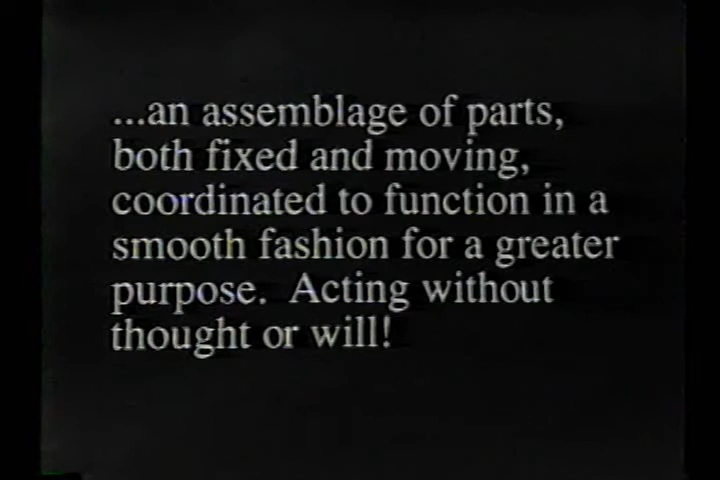 ...an assemblage of parts,
both fixed and moving,
coordinated to function in a
smooth fashion for a greater
purpose.  Acting without
thought or will!